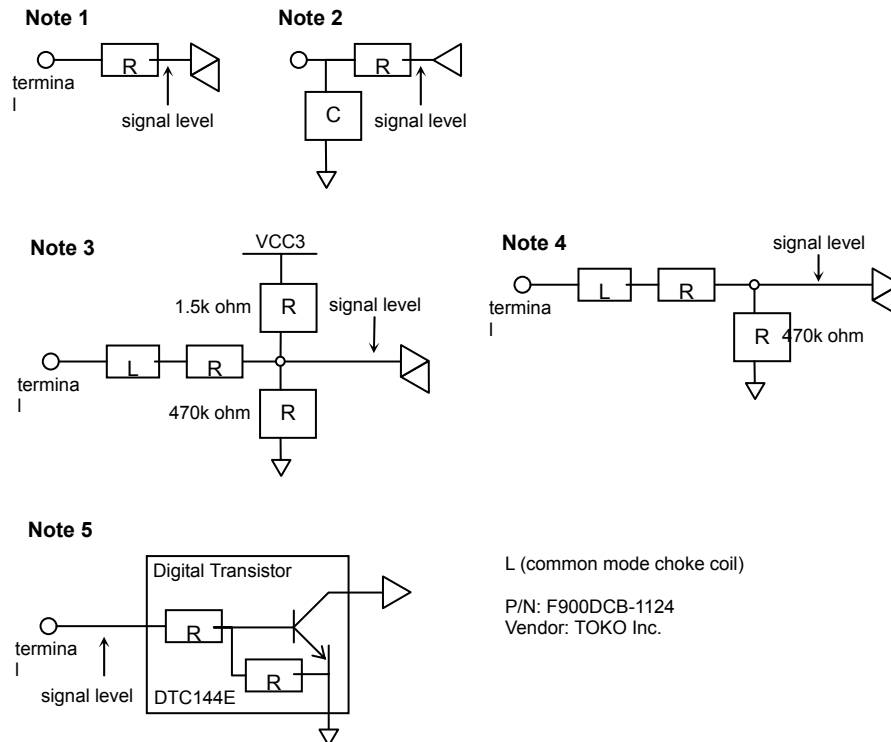 Note 1
R
termina
l
signal level
Note 2
R
C
signal level
Note 3
VCC3
1.5k ohm
R
signal level
L
R
termina
l
470k ohm
R
Note 4
signal level
L
R
termina
l
R
470k ohm
Note 5
Digital Transistor
R
termina
l
signal level
R
DTC144E
L (common mode choke coil)
P/N: F900DCB-1124
Vendor: TOKO Inc.